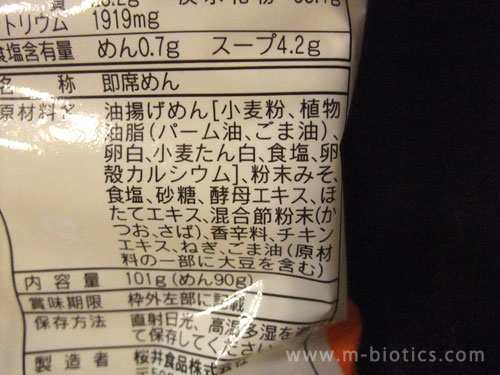 トリウム 1919mg
食塩含有量 めん0.7g スープ4.2g
名 称 即席めん
原材料名 油揚げめん[小麦粉、植物
油脂(パーム油、ごま油)、
卵白、小麦たん白、食塩、卵
殻カルシウム]、粉末みそ、
食塩、砂糖、酵母エキス、ほ
たてエキス、混合節粉末(か
つお、さば)、香辛料、チキン
エキス、ねぎ、ごま油(原材
料の一部に大豆を含む)
内 容 量 101g(めん90g)
賞味期限 枠外左部に記載
保存方法 直射日光、高温多湿を避
て保存してください
製 造 者 桜井食品株式
www.m-biotics.com